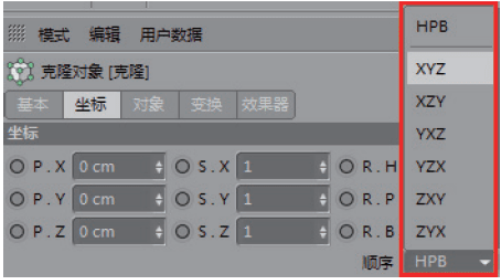 模式 编辑 用户数据
克隆对象 [克隆]
基本 坐标 对象 变换 效果器
坐标
P . X 0 cm S . X 1 R . H
P . Y 0 cm S . Y 1 R . P
P . Z 0 cm S . Z 1 R . B
顺序 HPB
HPB
XYZ
XZY
YXZ
YZX
ZXY
ZYX